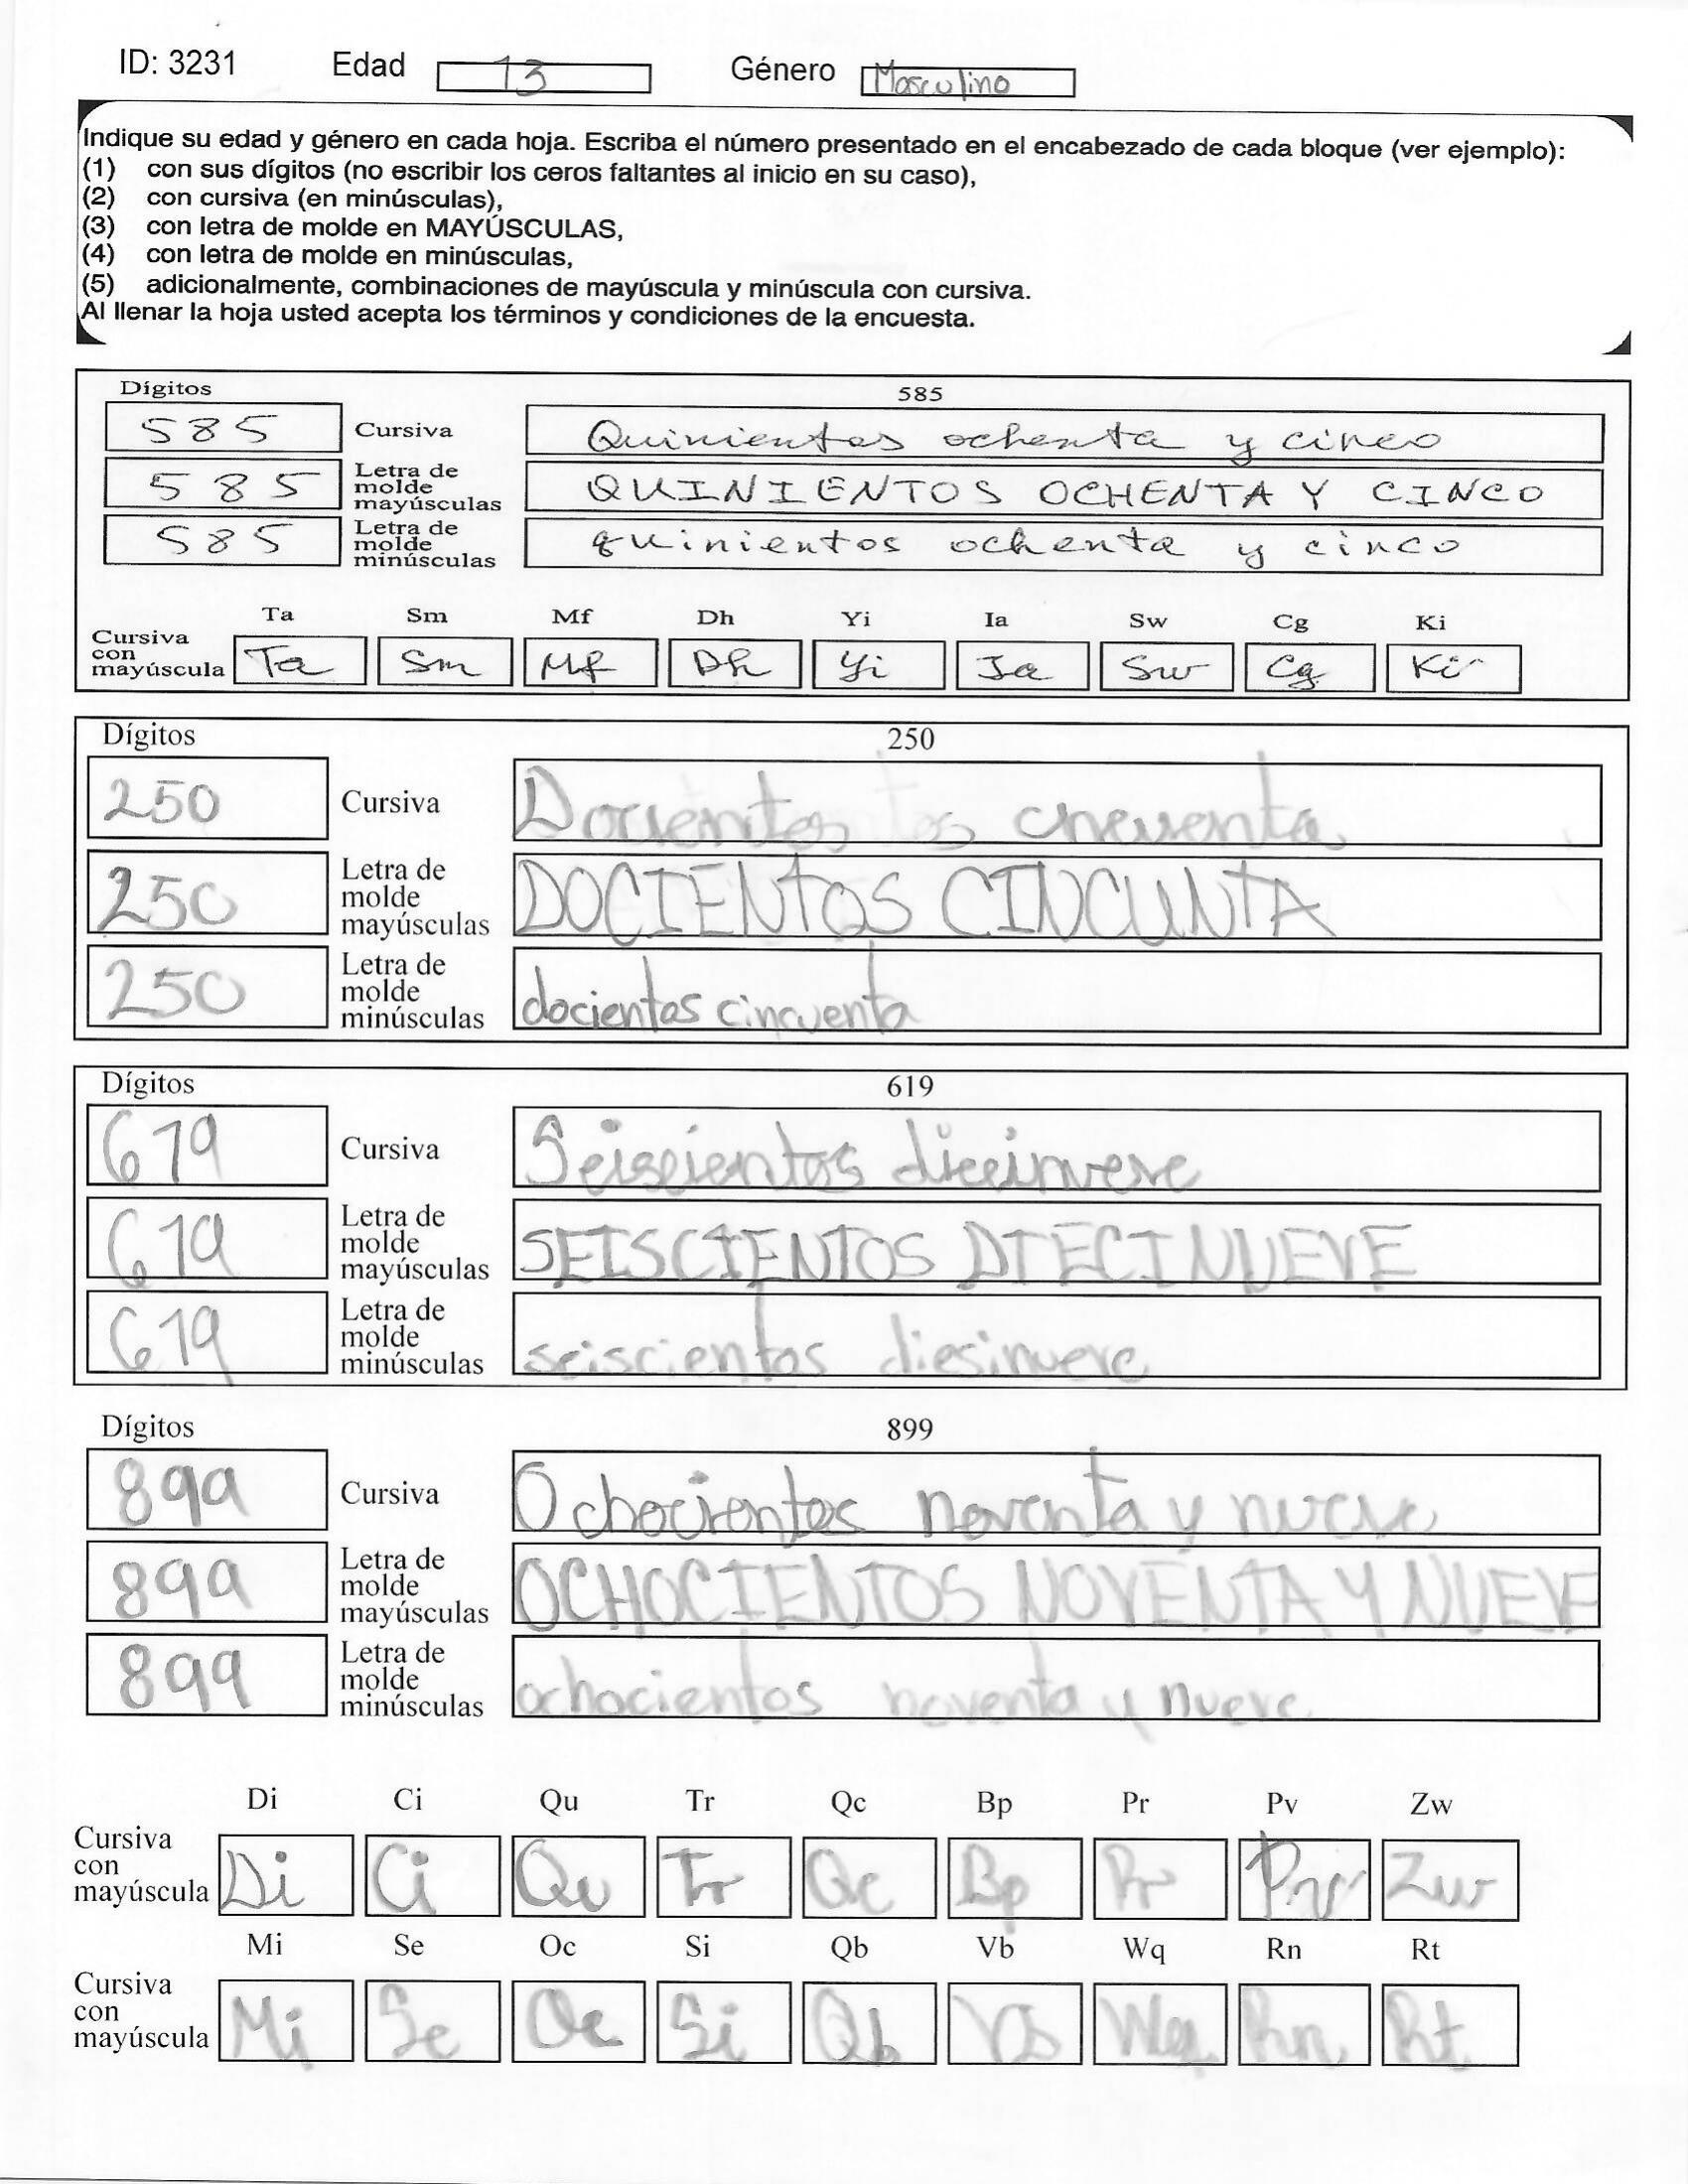 ID: 3231 Edad 13 Género Masculino
Indique su edad y género en cada hoja. Escriba el número presentado en el encabezado de cada bloque (ver ejemplo):
(1) con sus dígitos (no escribir los ceros faltantes al inicio en su caso),
(2) con cursiva (en minúsculas),
(3) con letra de molde en MAYÚSCULAS,
(4) con letra de molde en minúsculas,
(5) adicionalmente, combinaciones de mayúscula y minúscula con cursiva.
Al llenar la hoja usted acepta los términos y condiciones de la encuesta.
Dígitos 585
585 Cursiva Quinientos ochenta y cinco
585 Letra de molde mayúsculas QUINIENTOS OCHENTA Y CINCO
585 Letra de molde minúsculas quinientos ochenta y cinco
Ta Sm Mf Dh Yi Ia Sw Cg Ki
Cursiva con mayúscula Ta Sm Mf Dh Yi Ia Sw Cg Ki
Dígitos 250
250 Cursiva Docientos
250 Letra de molde mayúsculas DOCIENtOS CINCUNTA
250 Letra de molde minúsculas docientos cincuenta
Dígitos 619
619 Cursiva Seiscientos
619 Letra de molde mayúsculas SEISCIENTOS DIECINUEVE
619 Letra de molde minúsculas seiscientos diesinueve
Dígitos 899
899 Cursiva Ochocientos noventa y nueve
899 Letra de molde mayúsculas OCHOCIENTOS NOVENTA Y NUEVE
899 Letra de molde minúsculas ochocientos noventa y nueve
Di Ci Qu Tr Qc Bp Pr Pv Zw
Cursiva con mayúscula Di Ci Qu Tr Qc Bp Pr Pv Zw
Mi Se Oc Si Qb Vb Wq Rn Rt
Cursiva con mayúscula Mi Se Oc Si Qb Vb Wq Rn Rt